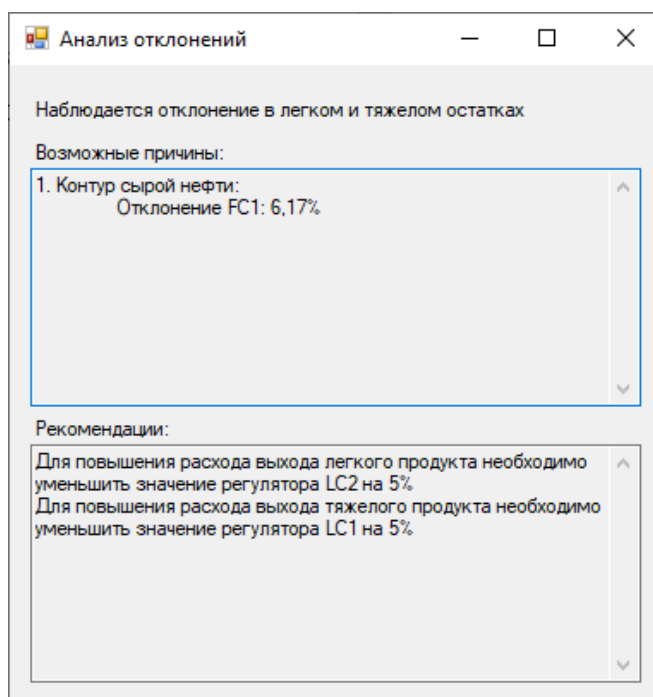 Анализ отклонений
Наблюдается отклонение в легком и тяжелом остатках
Возможные причины:
1. Контур сырой нефти:
Отклонение FC1: 6,17%
Рекомендации:
Для повышения расхода выхода легкого продукта необходимо
уменьшить значение регулятора LC2 на 5%
Для повышения расхода выхода тяжелого продукта необходимо
уменьшить значение регулятора LC1 на 5%